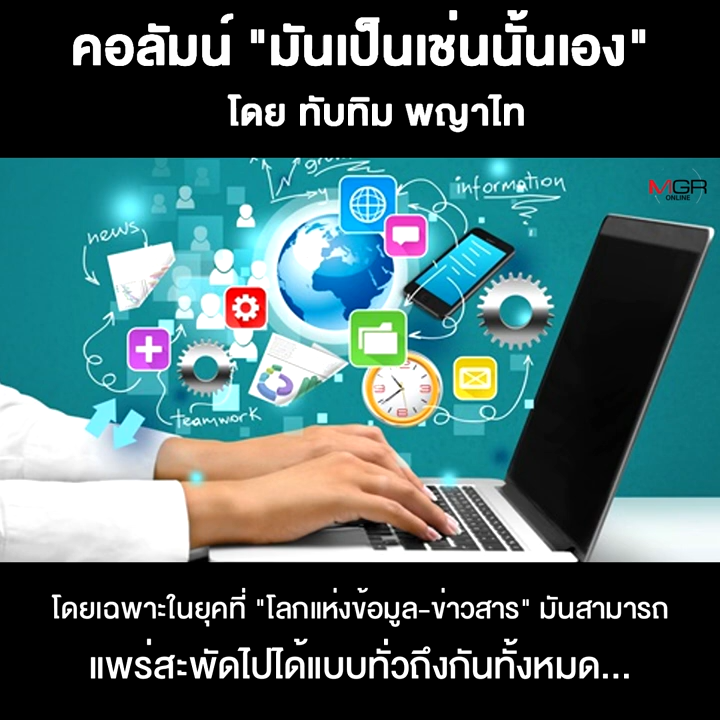 คอลัมน์ "มันเป็นเช่นนั้นเอง"
โดย ทับทิม พญาไท
growth
y
information
MGR
ONLINE
news
teamwork
โดยเฉพาะในยุคที่ "โลกแห่งข้อมูล-ข่าวสาร" มันสามารถ
แพร่สะพัดไปได้แบบทั่วถึงกันทั้งหมด...